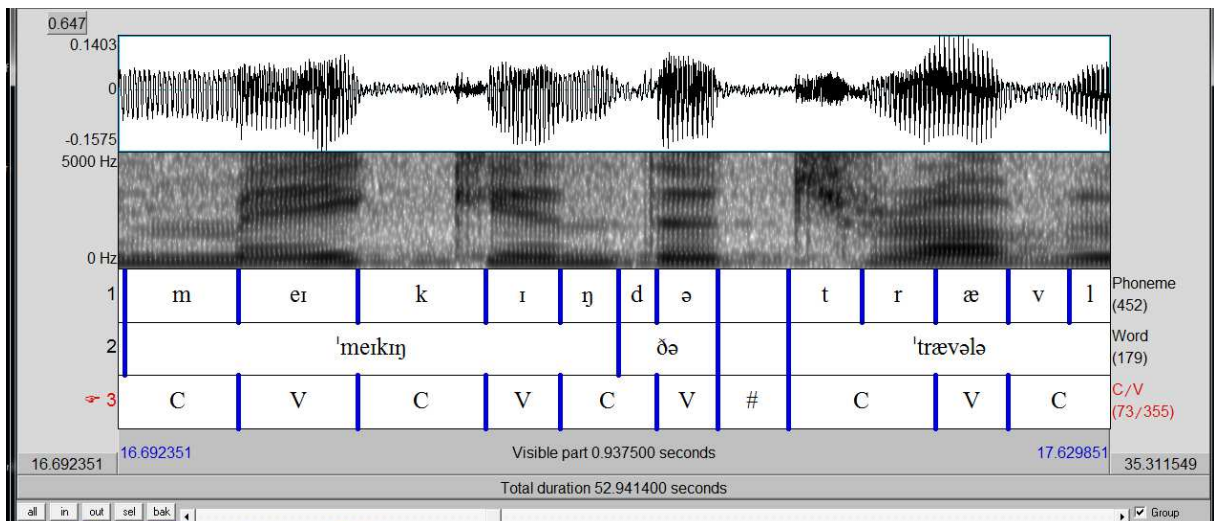 0.647
0.1403
0
-0.1575
5000 Hz
0 Hz
1 m eɪ k ɪ ŋ d ə t r æ v l Phoneme
(452)
2 ˈmeɪkɪŋ ðə ˈtrævələ Word
(179)
☞ 3 C V C V C V # C V C C/V
(73/355)
16.692351 16.692351 Visible part 0.937500 seconds 17.629851 35.311549
Total duration 52.941400 seconds
all in out sel bak Group